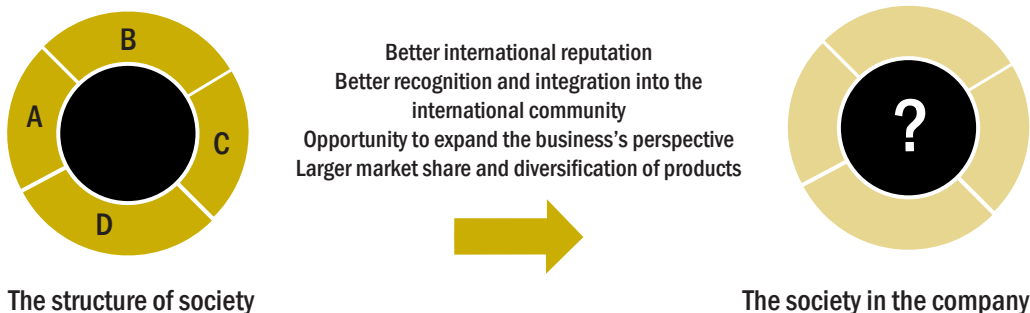 B
A
C
D
Better international reputation
Better recognition and integration into the
international community
Opportunity to expand the business's perspective
Larger market share and diversification of products
?
The structure of society
The society in the company